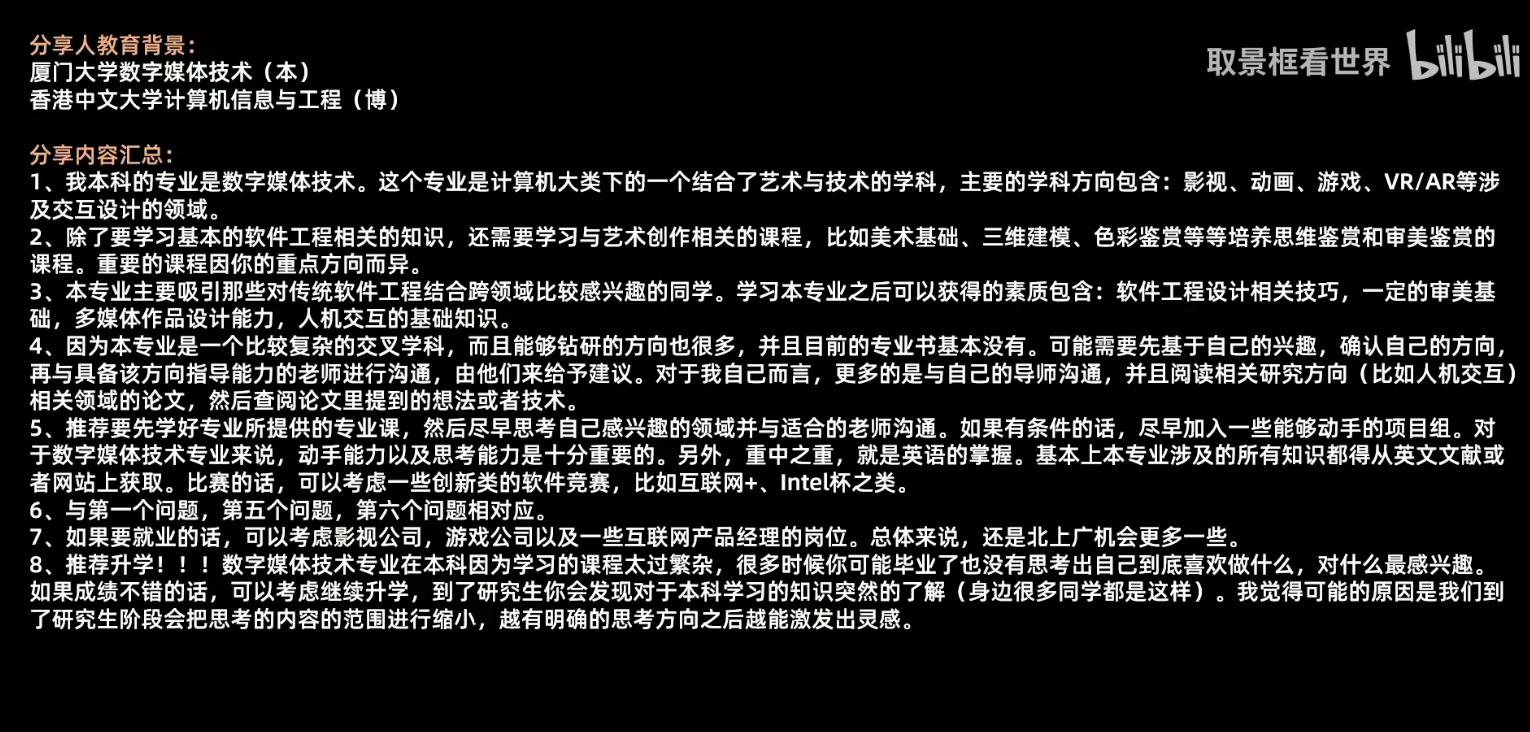 取景框看世界 bilibili
分享人教育背景：
厦门大学数字媒体技术（本）
香港中文大学计算机信息与工程（博）
分享内容汇总：
1、我本科的专业是数字媒体技术。这个专业是计算机大类下的一个结合了艺术与技术的学科，主要的学科方向包含：影视、动画、游戏、VR/AR等涉
及交互设计的领域。
2、除了要学习基本的软件工程相关的知识，还需要学习与艺术创作相关的课程，比如美术基础、三维建模、色彩鉴赏等等培养思维鉴赏和审美鉴赏的
课程。重要的课程因你的重点方向而异。
3、本专业主要吸引那些对传统软件工程结合跨领域比较感兴趣的同学。学习本专业之后可以获得的素质包含：软件工程设计相关技巧，一定的审美基
础，多媒体作品设计能力，人机交互的基础知识。
4、因为本专业是一个比较复杂的交叉学科，而且能够钻研的方向也很多，并且目前的专业书基本没有。可能需要先基于自己的兴趣，确认自己的方向，
再与具备该方向指导能力的老师进行沟通，由他们来给予建议。对于我自己而言，更多的是与自己的导师沟通，并且阅读相关研究方向（比如人机交互）
相关领域的论文，然后查阅论文里提到的想法或者技术。
5、推荐要先学好专业所提供的专业课，然后尽早思考自己感兴趣的领域并与适合的老师沟通。如果有条件的话，尽早加入一些能够动手的项目组。对
于数字媒体技术专业来说，动手能力以及思考能力是十分重要的。另外，重中之重，就是英语的掌握。基本上本专业涉及的所有知识都得从英文文献或
者网站上获取。比赛的话，可以考虑一些创新类的软件竞赛，比如互联网+、Intel杯之类。
6、与第一个问题，第五个问题，第六个问题相对应。
7、如果要就业的话，可以考虑影视公司，游戏公司以及一些互联网产品经理的岗位。总体来说，还是北上广机会更多一些。
8、推荐升学！！！数字媒体技术专业在本科因为学习的课程太过繁杂，很多时候你可能毕业了也没有思考出自己到底喜欢做什么，对什么最感兴趣。
如果成绩不错的话，可以考虑继续升学，到了研究生你会发现对于本科学习的知识突然的了解（身边很多同学都是这样）。我觉得可能的原因是我们到
了研究生阶段会把思考的内容的范围进行缩小，越有明确的思考方向之后越能激发出灵感。